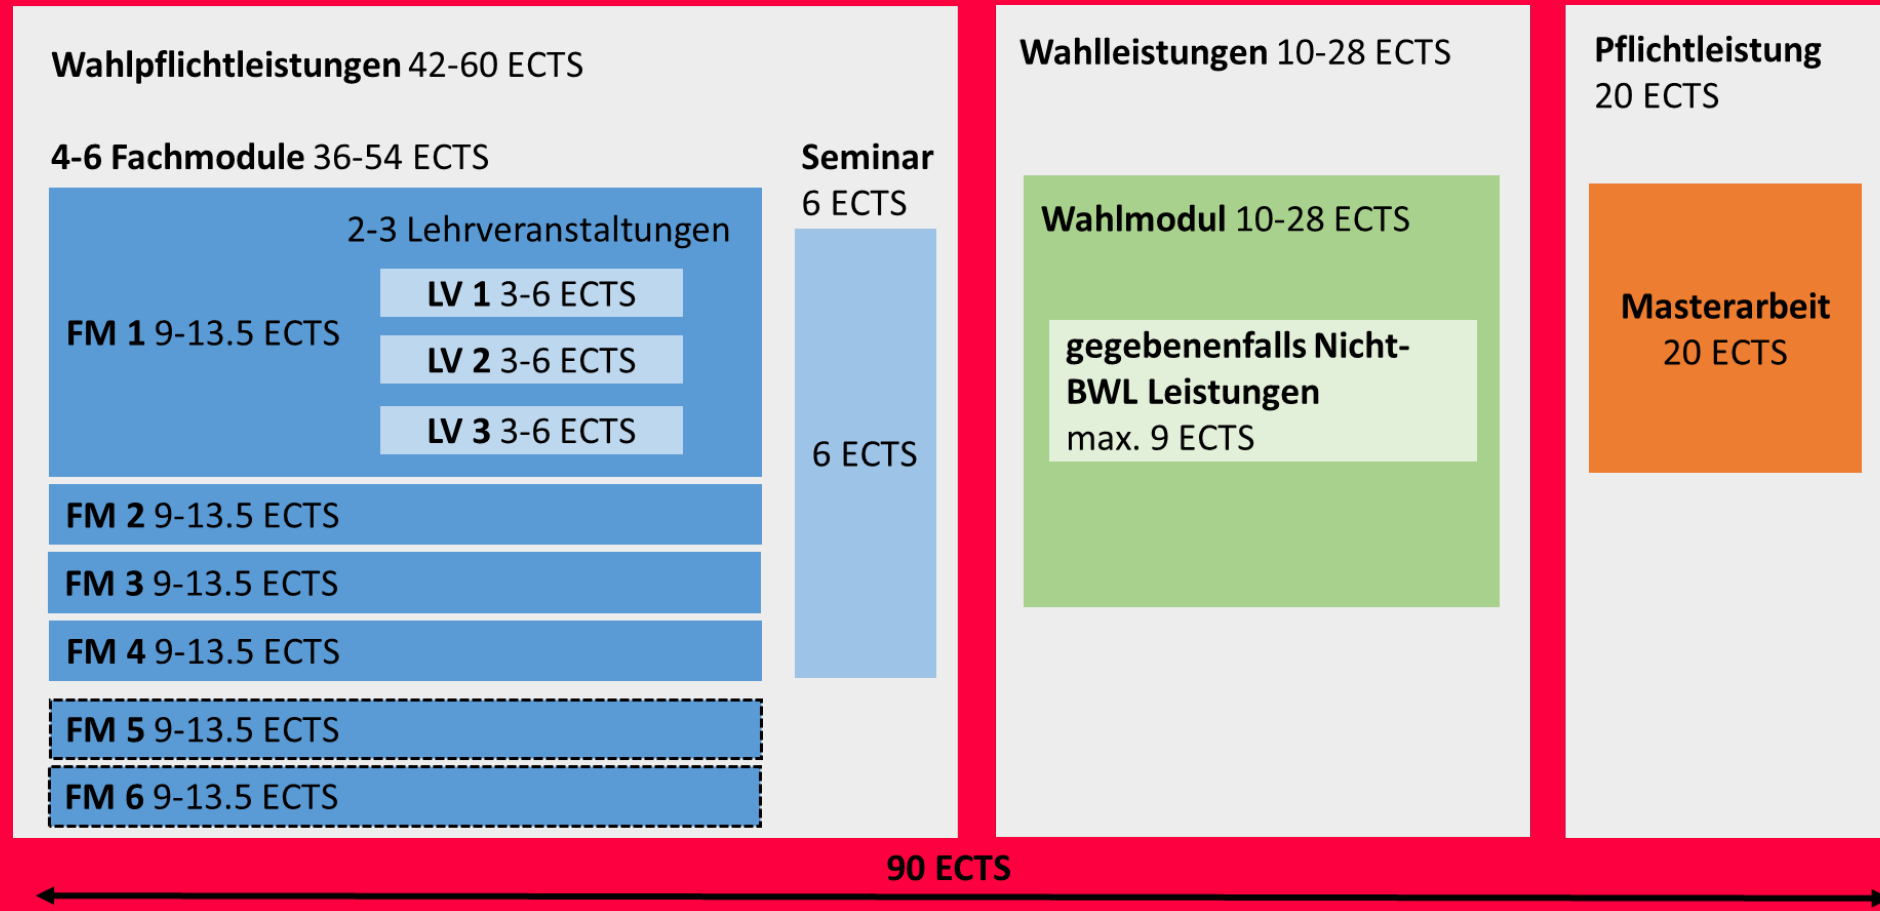 Wahlpflichtleistungen 42-60 ECTS
4-6 Fachmodule 36-54 ECTS
2-3 Lehrveranstaltungen
FM 1 9-13.5 ECTS
LV 1 3-6 ECTS
LV 2 3-6 ECTS
LV 3 3-6 ECTS
FM 2 9-13.5 ECTS
FM 3 9-13.5 ECTS
FM 4 9-13.5 ECTS
FM 5 9-13.5 ECTS
FM 6 9-13.5 ECTS
Seminar
6 ECTS
6 ECTS
Wahlleistungen 10-28 ECTS
Wahlmodul 10-28 ECTS
gegebenenfalls Nicht-
BWL Leistungen
max. 9 ECTS
Pflichtleistung
20 ECTS
Masterarbeit
20 ECTS
90 ECTS